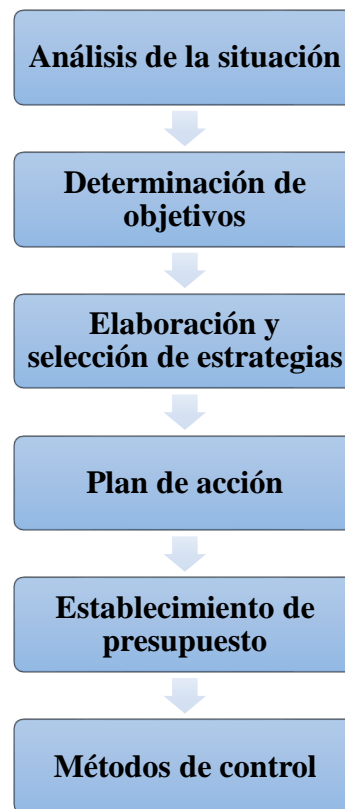 Análisis de la situación
Determinación de
objetivos
Elaboración y
selección de estrategias
Plan de acción
Establecimiento de
presupuesto
Métodos de control